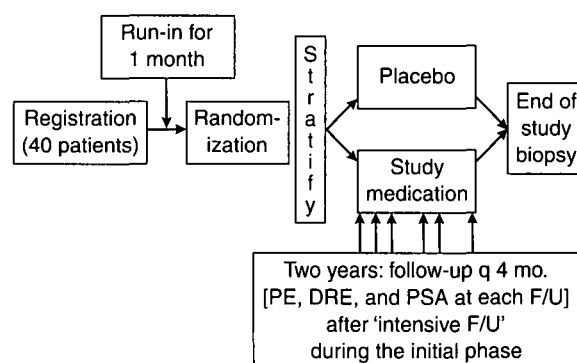 Run-in for
1 month
Registration
(40 patients)
Random-
ization
Stratify
Placebo
Study
medication
End of
study
biopsy
Two years: follow-up q 4 mo.
[PE, DRE, and PSA at each F/U]
after 'intensive F/U'
during the initial phase